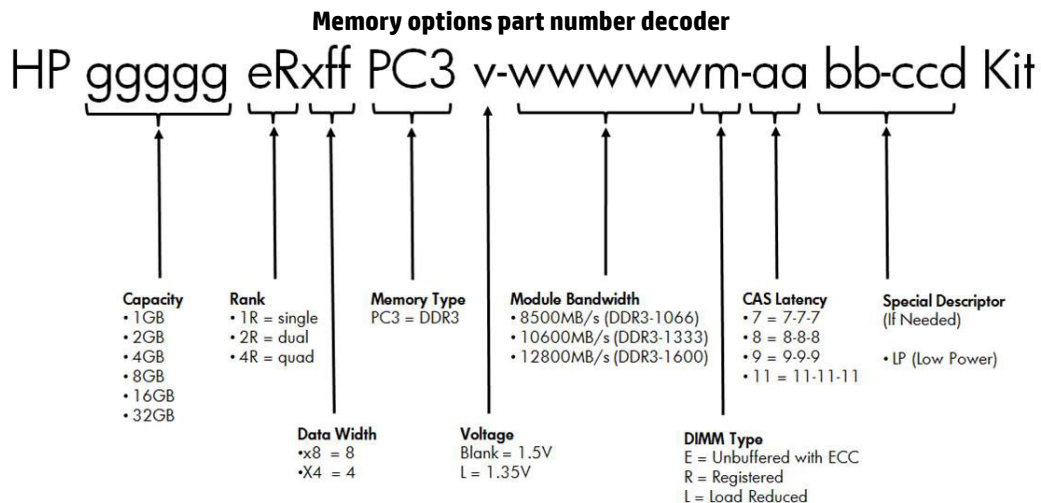 Memory options part number decoder
HP ggggg eRxff PC3 v-wwwwwm-aa bb-ccd Kit
Capacity
• 1GB
• 2GB
• 4GB
• 8GB
• 16GB
• 32GB
Rank
• 1R = single
• 2R = dual
• 4R = quad
Memory Type
PC3 = DDR3
Module Bandwidth
• 8500MB/s (DDR3-1066)
• 10600MB/s (DDR3-1333)
• 12800MB/s (DDR3-1600)
CAS Latency
• 7 = 7-7-7
• 8 = 8-8-8
• 9 = 9-9-9
• 11 = 11-11-11
Special Descriptor
(If Needed)
• LP (Low Power)
Data Width
•x8 = 8
•X4 = 4
Voltage
Blank = 1.5V
L = 1.35V
DIMM Type
E = Unbuffered with ECC
R = Registered
L = Load Reduced